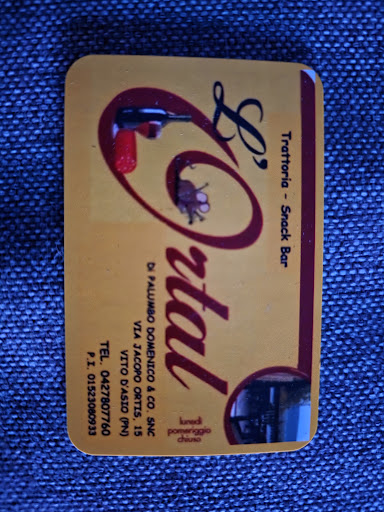 Trattoria - Snack Bar
L'Ortal
Di PALUMBO DOMENICO & CO. SNC
VIA JACOPO ORTIS, 15
VITO D'ASIO (PN)
TEL. 0427807760
P.I. 01523080933
lunedì
pomeriggio
chiuso